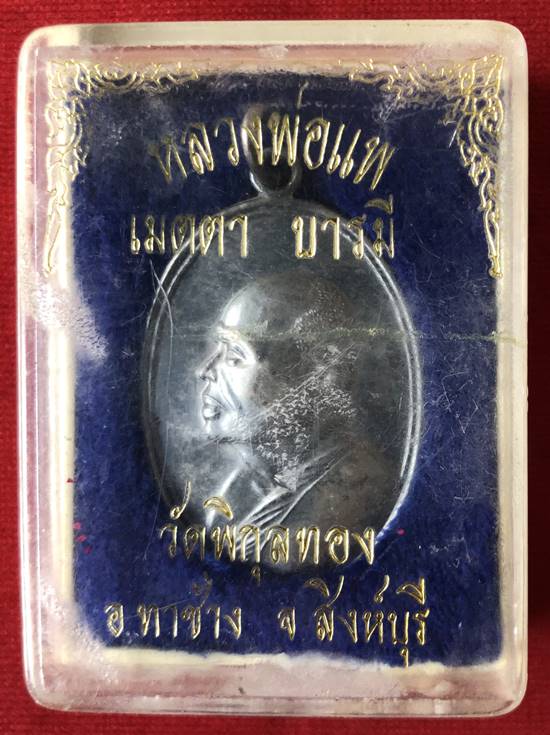 หลวงพ่อแพ
เมตตา บารมี
วัดพิกุลทอง
อ.ท่าช้าง จ.สิงห์บุรี